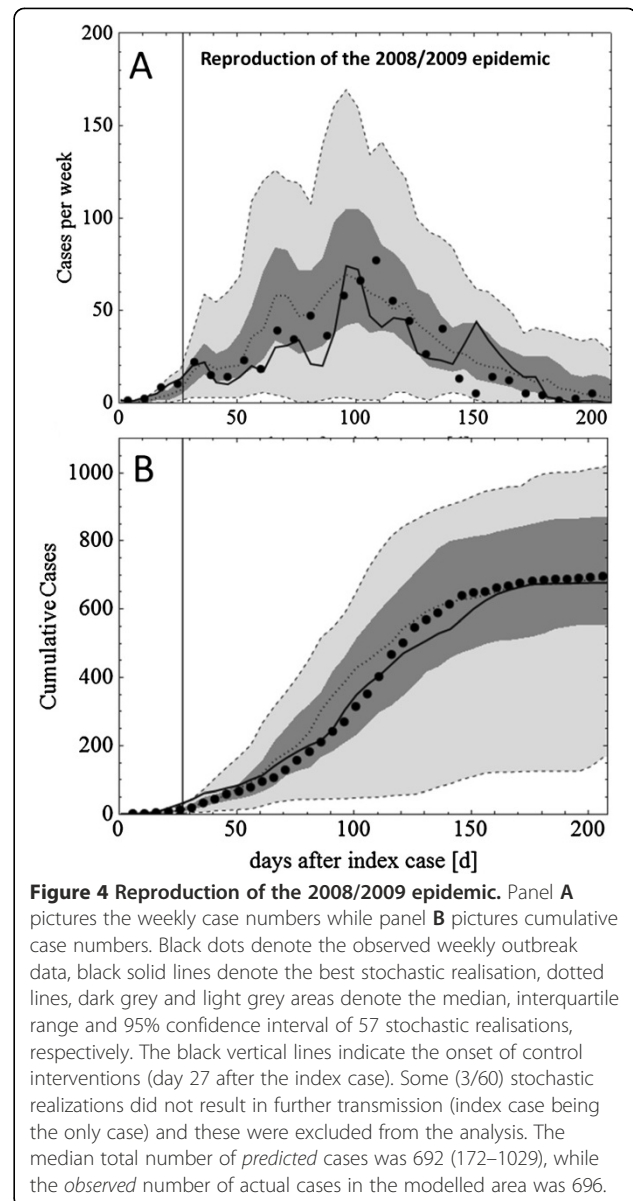 A
Reproduction of the 2008/2009 epidemic
200
150
100
50
0
Cases per week
0 50 100 150 200
B
1000
800
600
400
200
0
Cumulative Cases
0 50 100 150 200
days after index case [d]
Figure 4 Reproduction of the 2008/2009 epidemic. Panel A
pictures the weekly case numbers while panel B pictures cumulative
case numbers. Black dots denote the observed weekly outbreak
data, black solid lines denote the best stochastic realisation, dotted
lines, dark grey and light grey areas denote the median, interquartile
range and 95% confidence interval of 57 stochastic realisations,
respectively. The black vertical lines indicate the onset of control
interventions (day 27 after the index case). Some (3/60) stochastic
realizations did not result in further transmission (index case being
the only case) and these were excluded from the analysis. The
median total number of predicted cases was 692 (172–1029), while
the observed number of actual cases in the modelled area was 696.